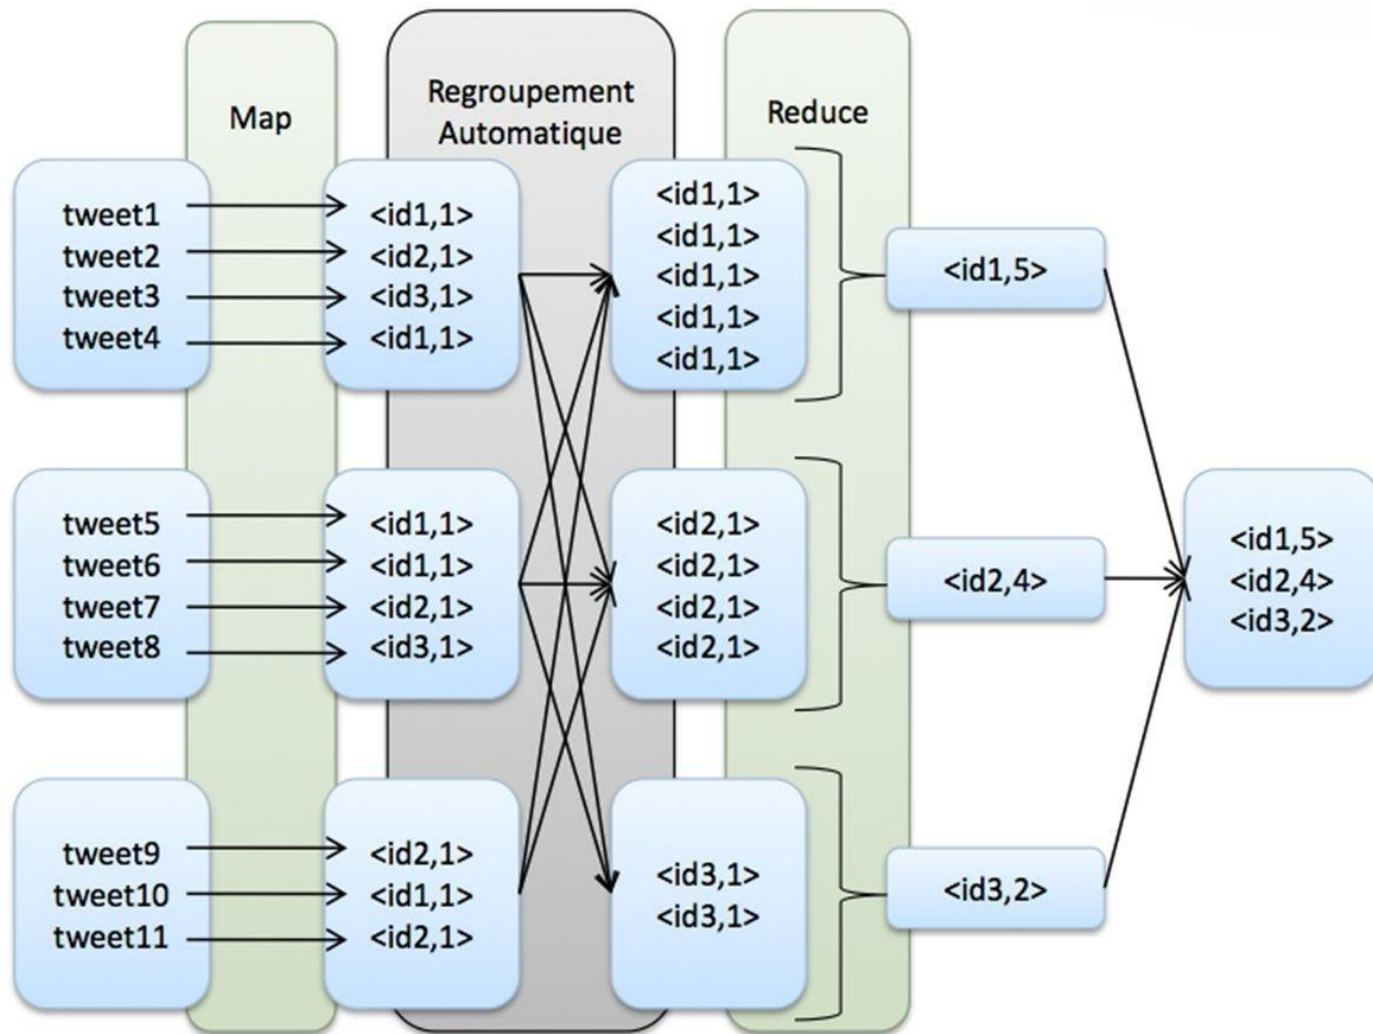 Map
Regroupement
Automatique
Reduce
tweet1
tweet2
tweet3
tweet4
<id1,1>
<id2,1>
<id3,1>
<id1,1>
<id1,1>
<id1,1>
<id1,1>
<id1,1>
<id1,1>
<id1,5>
tweet5
tweet6
tweet7
tweet8
<id1,1>
<id1,1>
<id2,1>
<id3,1>
<id2,1>
<id2,1>
<id2,1>
<id2,1>
<id2,4>
<id1,5>
<id2,4>
<id3,2>
tweet9
tweet10
tweet11
<id2,1>
<id1,1>
<id2,1>
<id3,1>
<id3,1>
<id3,2>